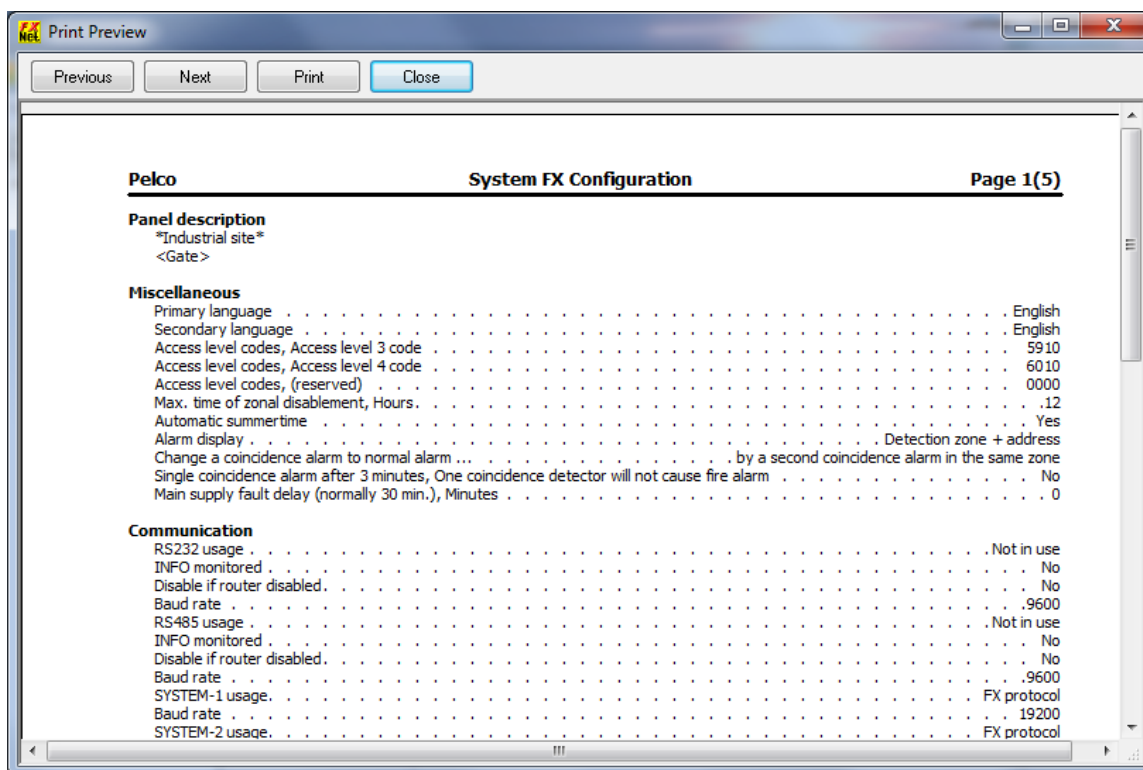 FX Net Print Preview
Previous Next Print Close
Pelco System FX Configuration Page 1(5)
Panel description
*Industrial site*
<Gate>
Miscellaneous
Primary language . . . . . . . . . . . . . . . . . . . . English
Secondary language . . . . . . . . . . . . . . . . . . . . English
Access level codes, Access level 3 code . . . . . . . . . . . . . . . . . . . . 5910
Access level codes, Access level 4 code . . . . . . . . . . . . . . . . . . . . 6010
Access level codes, (reserved) . . . . . . . . . . . . . . . . . . . . 0000
Max. time of zonal disablement, Hours. . . . . . . . . . . . . . . . . . . . .12
Automatic summertime . . . . . . . . . . . . . . . . . . . . Yes
Alarm display . . . . . . . . . . . . . . . . . . . . Detection zone + address
Change a coincidence alarm to normal alarm ... . . . . . . . . . . . . . . . by a second coincidence alarm in the same zone
Single coincidence alarm after 3 minutes, One coincidence detector will not cause fire alarm . . . . . . . . . . . . . . . No
Main supply fault delay (normally 30 min.), Minutes . . . . . . . . . . . . . . . . . . . . 0
Communication
RS232 usage . . . . . . . . . . . . . . . . . . . . Not in use
INFO monitored . . . . . . . . . . . . . . . . . . . . No
Disable if router disabled. . . . . . . . . . . . . . . . . . . . No
Baud rate . . . . . . . . . . . . . . . . . . . . .9600
RS485 usage . . . . . . . . . . . . . . . . . . . . Not in use
INFO monitored . . . . . . . . . . . . . . . . . . . . No
Disable if router disabled. . . . . . . . . . . . . . . . . . . . No
Baud rate . . . . . . . . . . . . . . . . . . . . .9600
SYSTEM-1 usage. . . . . . . . . . . . . . . . . . . . FX protocol
Baud rate . . . . . . . . . . . . . . . . . . . . 19200
SYSTEM-2 usage. . . . . . . . . . . . . . . . . . . . FX protocol